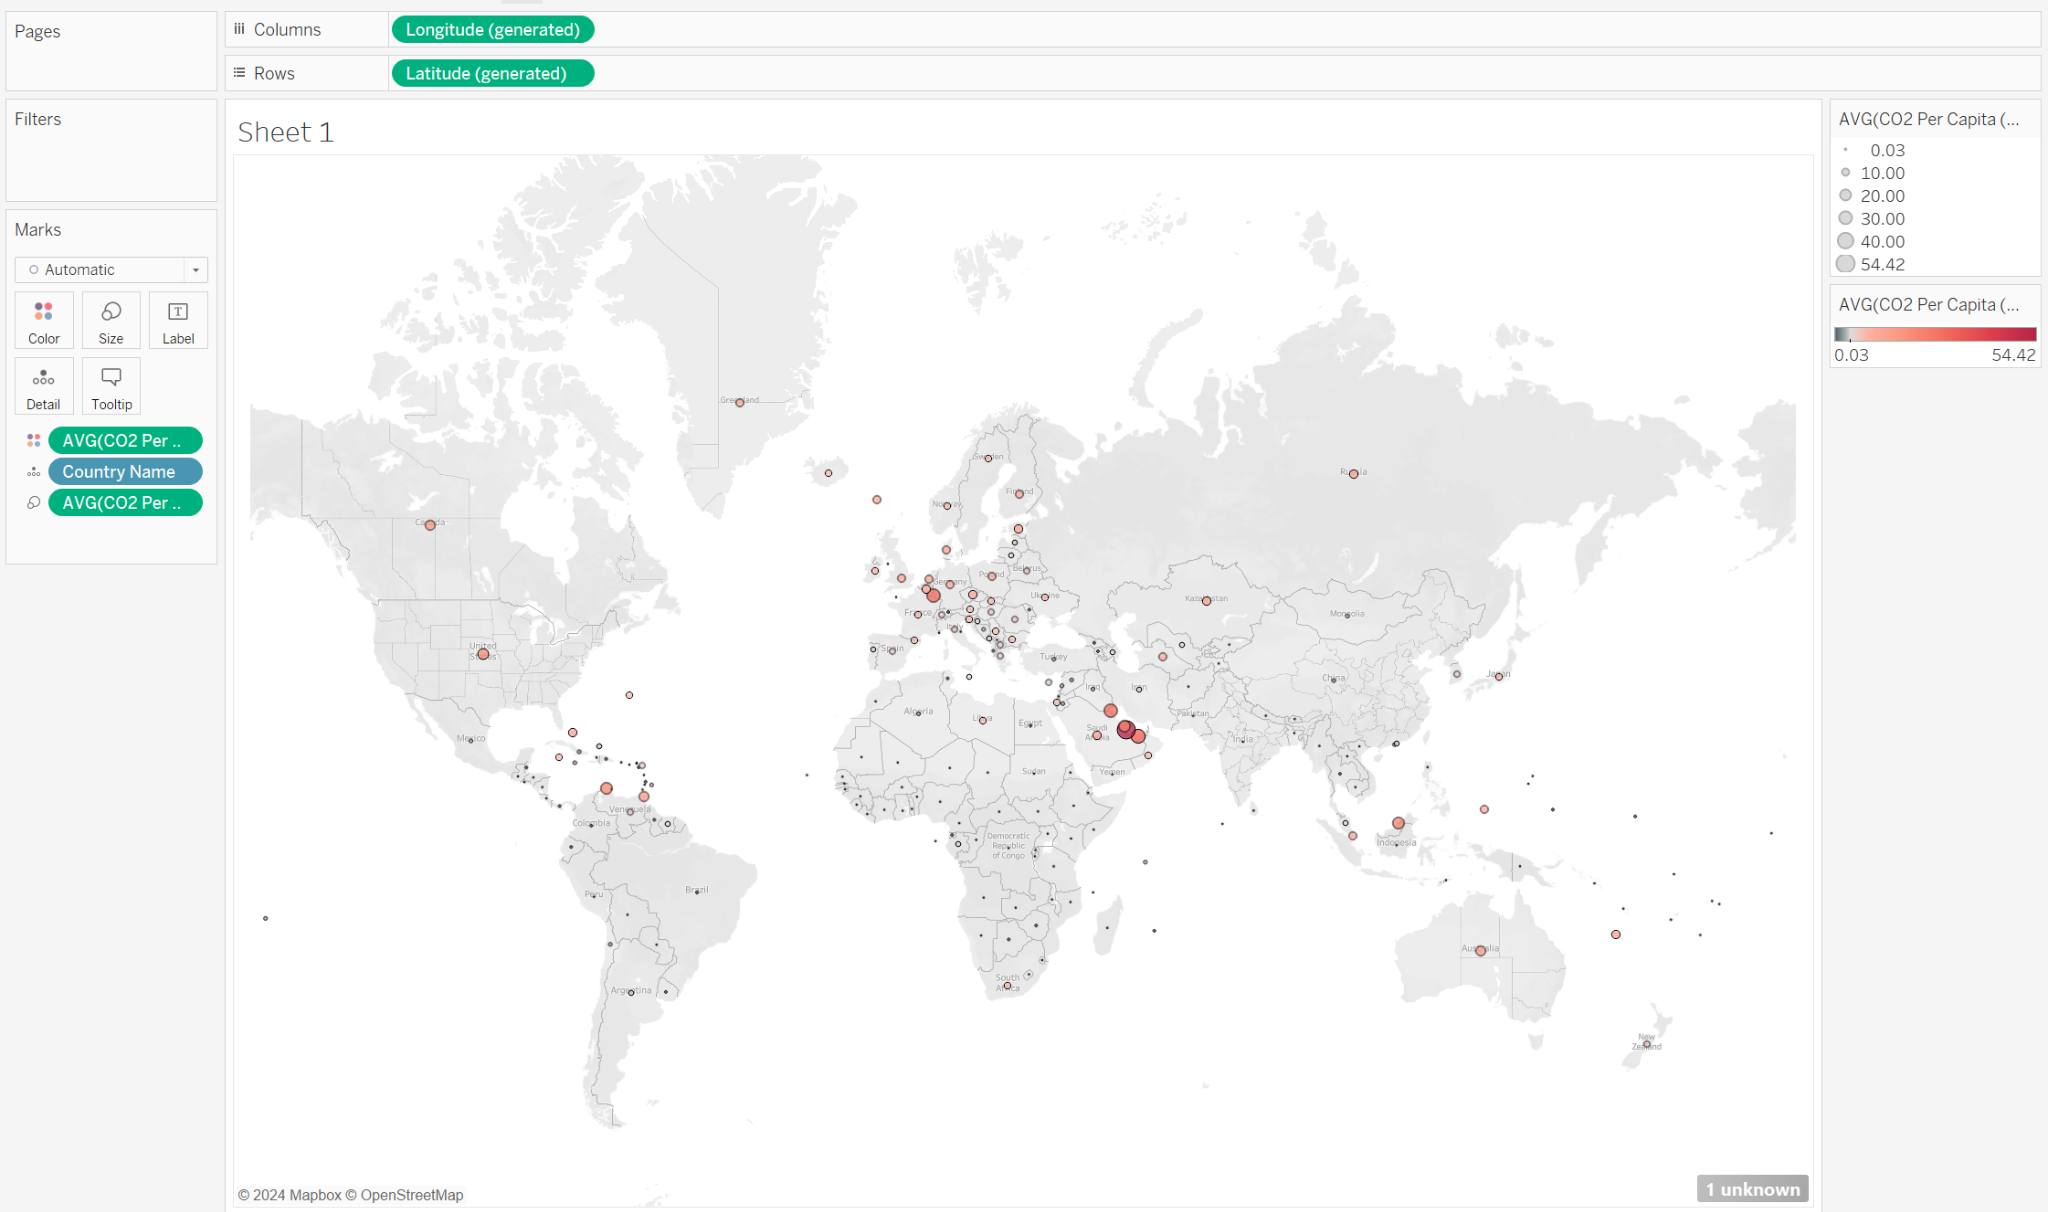 Pages
Columns
Longitude (generated)
Rows
Latitude (generated)
Filters
Marks
Automatic
Color
Size
Label
Detail
Tooltip
AVG(CO2 Per ..
Country Name
AVG(CO2 Per ..
Sheet 1
Greenland
Sweden
Finland
Norway
Russia
Canada
Belarus
Poland
Germany
Ukraine
Kazakhstan
Mongolia
France
Italy
Spain
Turkey
United
States
China
Japan
Iraq
Iran
Algeria
Libya
Egypt
Saudi
Arabia
Pakistan
India
Mexico
Sudan
Yemen
Venezuela
Colombia
Democratic
Republic
of Congo
Indonesia
Peru
Brazil
Australia
South
Africa
Argentina
New
Zealand
© 2024 Mapbox © OpenStreetMap
1 unknown
AVG(CO2 Per Capita (...
0.03
10.00
20.00
30.00
40.00
54.42
AVG(CO2 Per Capita (...
0.03
54.42